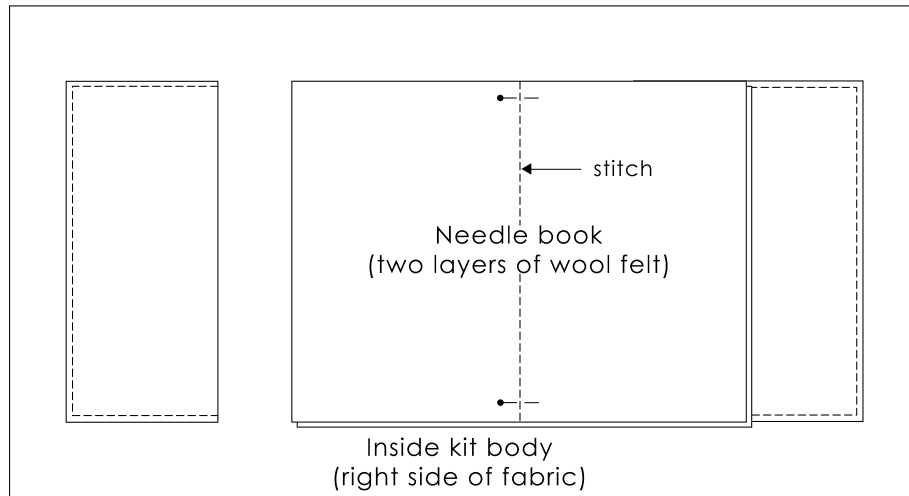 stitch
Needle book
(two layers of wool felt)
Inside kit body
(right side of fabric)